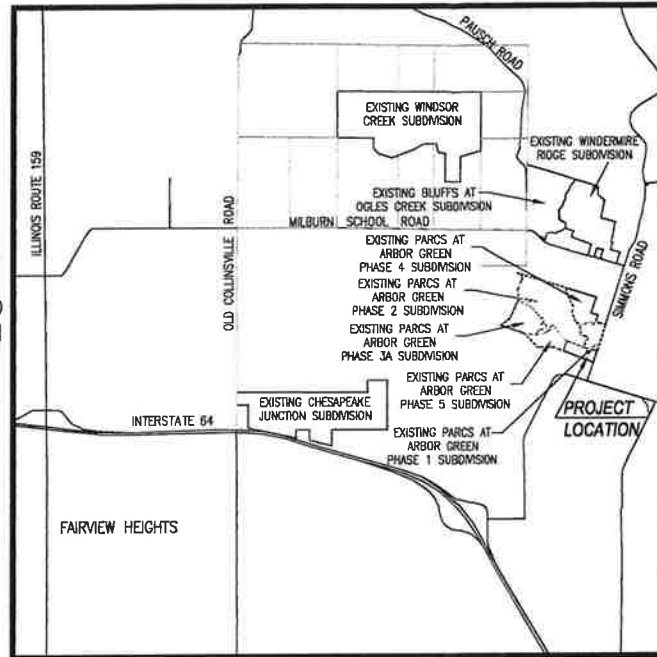 PAUSCH ROAD
EXISTING WINDSOR
CREEK SUBDIVISION
EXISTING WINDERMIRE
RIDGE SUBDIVISION
ILLINOIS ROUTE 159
EXISTING BLUFFS AT
OGLES CREEK SUBDIVISION
MILBURN SCHOOL ROAD
OLD COLLINSVILLE ROAD
EXISTING PARCS AT
ARBOR GREEN
PHASE 4 SUBDIVISION
SIMMONS ROAD
EXISTING PARCS AT
ARBOR GREEN
PHASE 2 SUBDIVISION
EXISTING PARCS AT
ARBOR GREEN
PHASE 3A SUBDIVISION
EXISTING PARCS AT
ARBOR GREEN
PHASE 5 SUBDIVISION
EXISTING CHESAPEAKE
JUNCTION SUBDIVISION
PROJECT
LOCATION
INTERSTATE 64
EXISTING PARCS AT
ARBOR GREEN
PHASE 1 SUBDIVISION
FAIRVIEW HEIGHTS